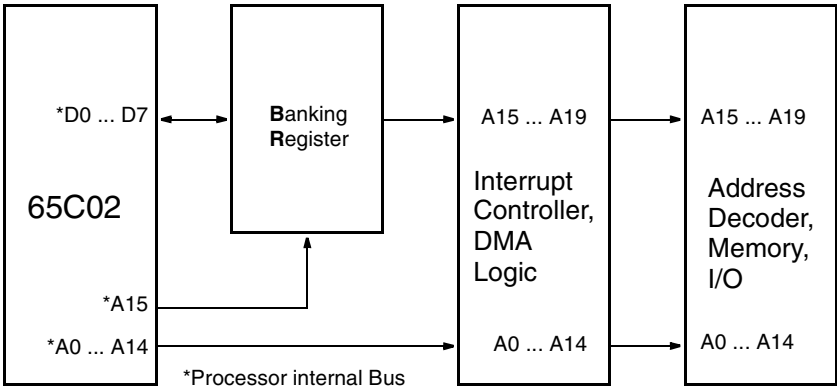 *D0 ... D7
65C02
*A15
*A0 ... A14
Banking
Register
A15 ... A19
Interrupt
Controller,
DMA
Logic
A0 ... A14
A15 ... A19
Address
Decoder,
Memory,
I/O
A0 ... A14
*Processor internal Bus